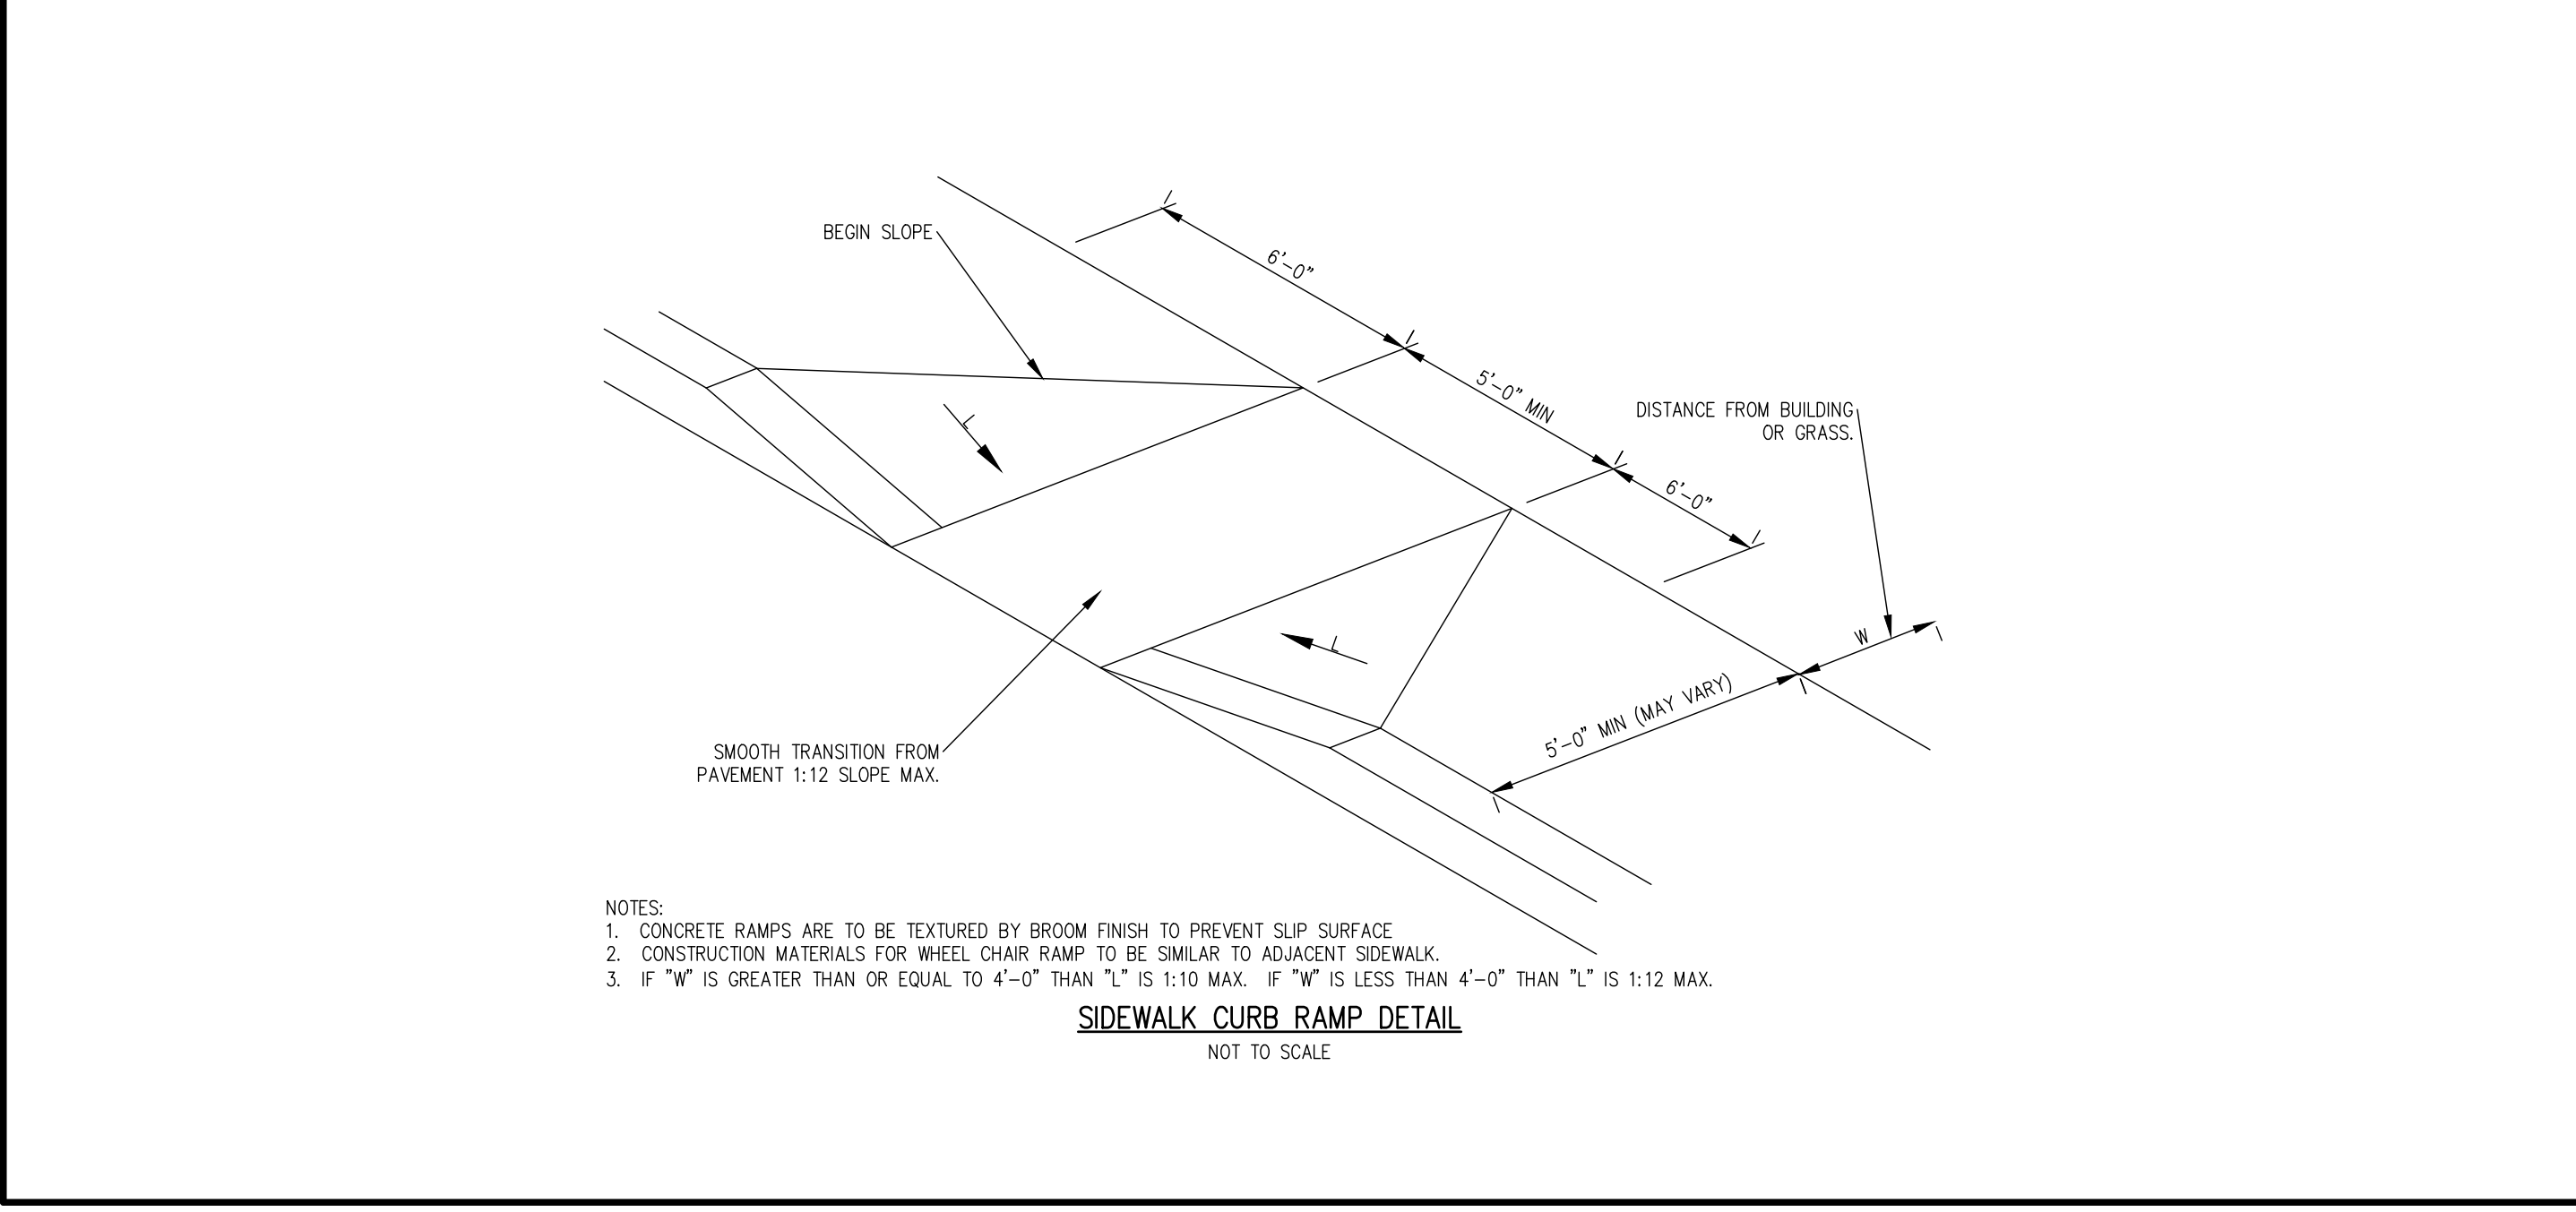 6'-0"
BEGIN SLOPE
5'-0" MIN
DISTANCE FROM BUILDING
OR GRASS.
L
6'-0"
W
L
5'-0" MIN (MAY VARY)
SMOOTH TRANSITION FROM
PAVEMENT 1:12 SLOPE MAX.
NOTES:
1. CONCRETE RAMPS ARE TO BE TEXTURED BY BROOM FINISH TO PREVENT SLIP SURFACE
2. CONSTRUCTION MATERIALS FOR WHEEL CHAIR RAMP TO BE SIMILAR TO ADJACENT SIDEWALK.
3. IF "W" IS GREATER THAN OR EQUAL TO 4'-0" THAN "L" IS 1:10 MAX. IF "W" IS LESS THAN 4'-0" THAN "L" IS 1:12 MAX.
SIDEWALK CURB RAMP DETAIL
NOT TO SCALE